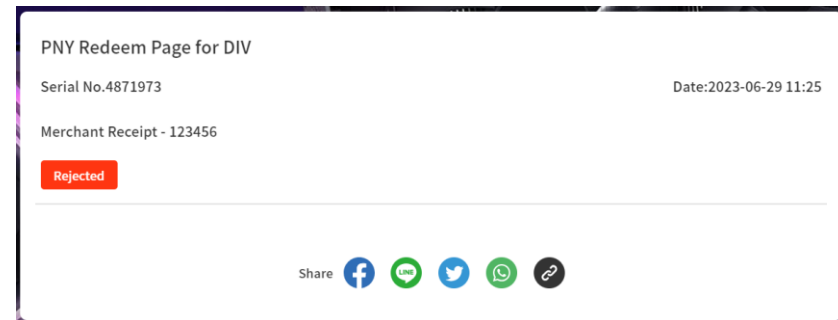 PNY Redeem Page for DIV
Serial No.4871973
Date:2023-06-29 11:25
Merchant Receipt - 123456
Rejected
Share
LINE